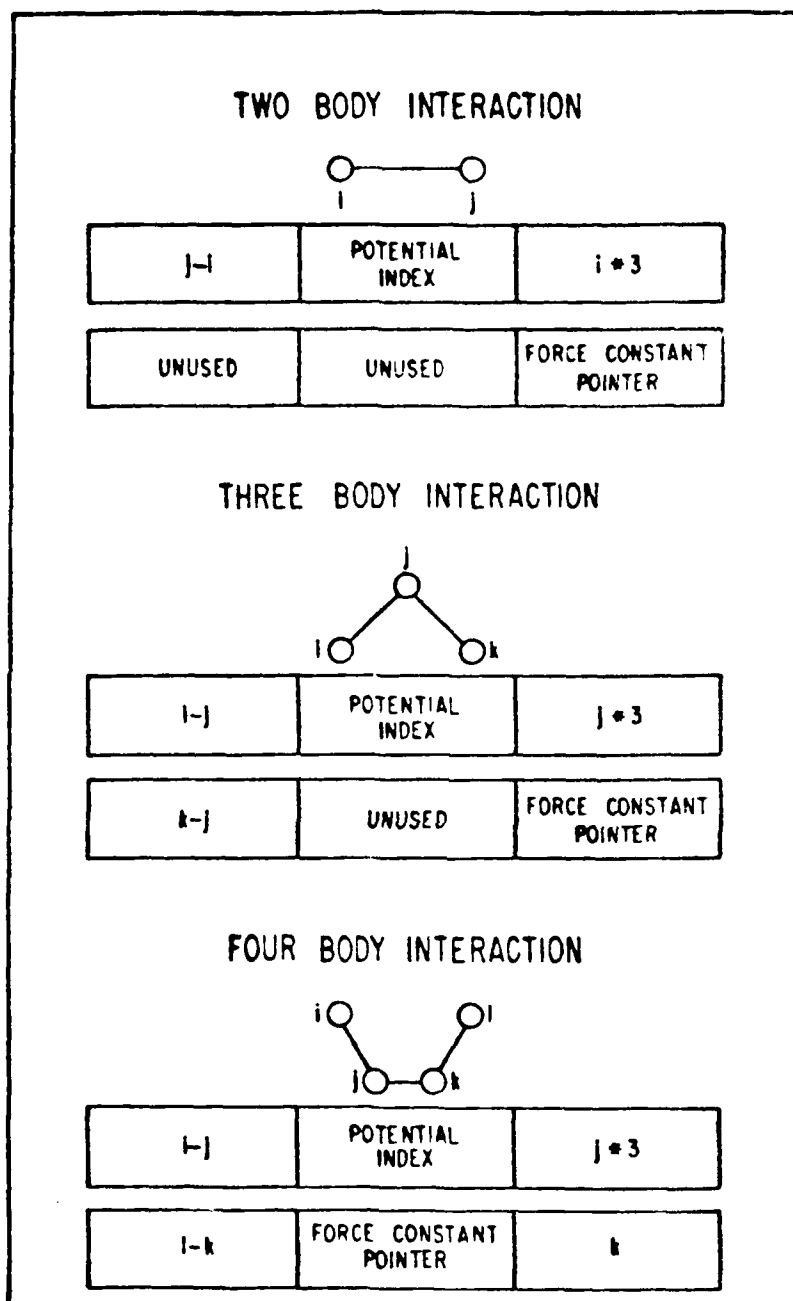 TWO BODY INTERACTION
i j
j-i POTENTIAL INDEX i * 3
UNUSED UNUSED FORCE CONSTANT POINTER
THREE BODY INTERACTION
j
i k
i-j POTENTIAL INDEX j * 3
k-j UNUSED FORCE CONSTANT POINTER
FOUR BODY INTERACTION
i l
j k
i-j POTENTIAL INDEX j * 3
l-k FORCE CONSTANT POINTER k